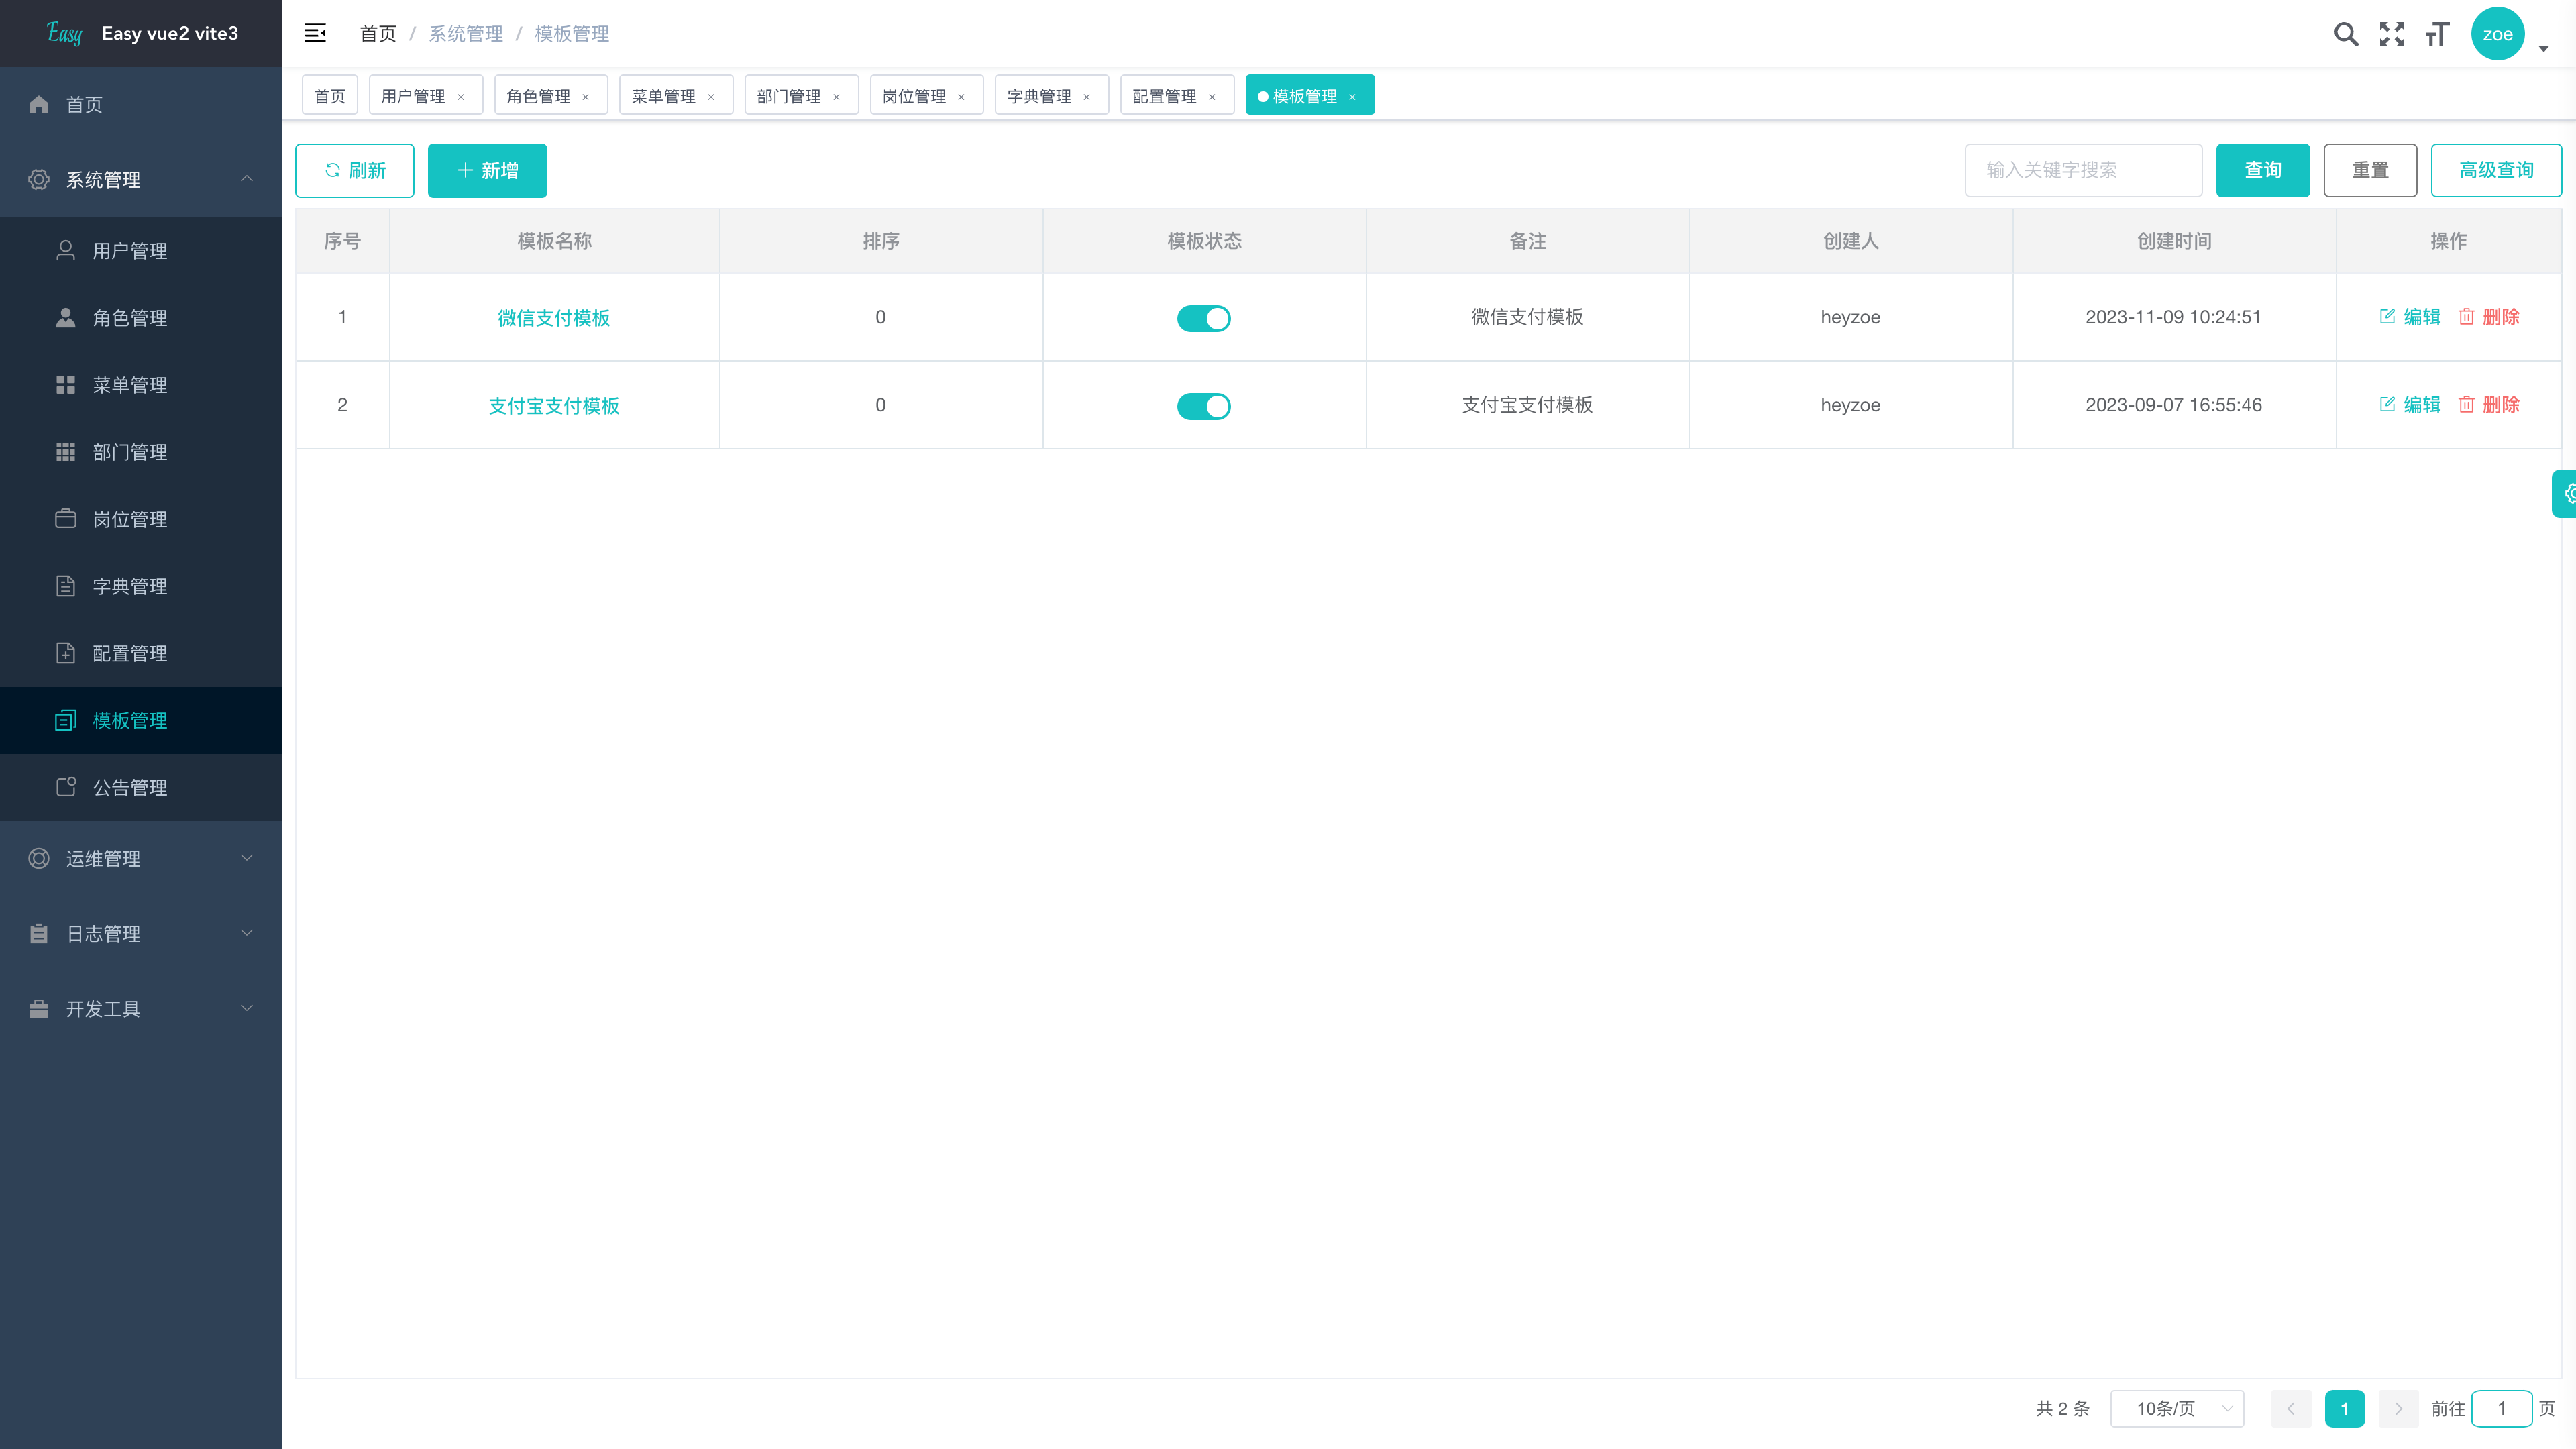 Easy Easy vue2 vite3
首页
系统管理
用户管理
角色管理
菜单管理
部门管理
岗位管理
字典管理
配置管理
模板管理
公告管理
运维管理
日志管理
开发工具
首页 / 系统管理 / 模板管理
zoe
首页 用户管理 × 角色管理 × 菜单管理 × 部门管理 × 岗位管理 × 字典管理 × 配置管理 × 模板管理 ×
刷新 新增 输入关键字搜索 查询 重置 高级查询
序号 模板名称 排序 模板状态 备注 创建人 创建时间 操作
1 微信支付模板 0 微信支付模板 heyzoe 2023-11-09 10:24:51 编辑 删除
2 支付宝支付模板 0 支付宝支付模板 heyzoe 2023-09-07 16:55:46 编辑 删除
共 2 条 10条/页 1 前往 1 页